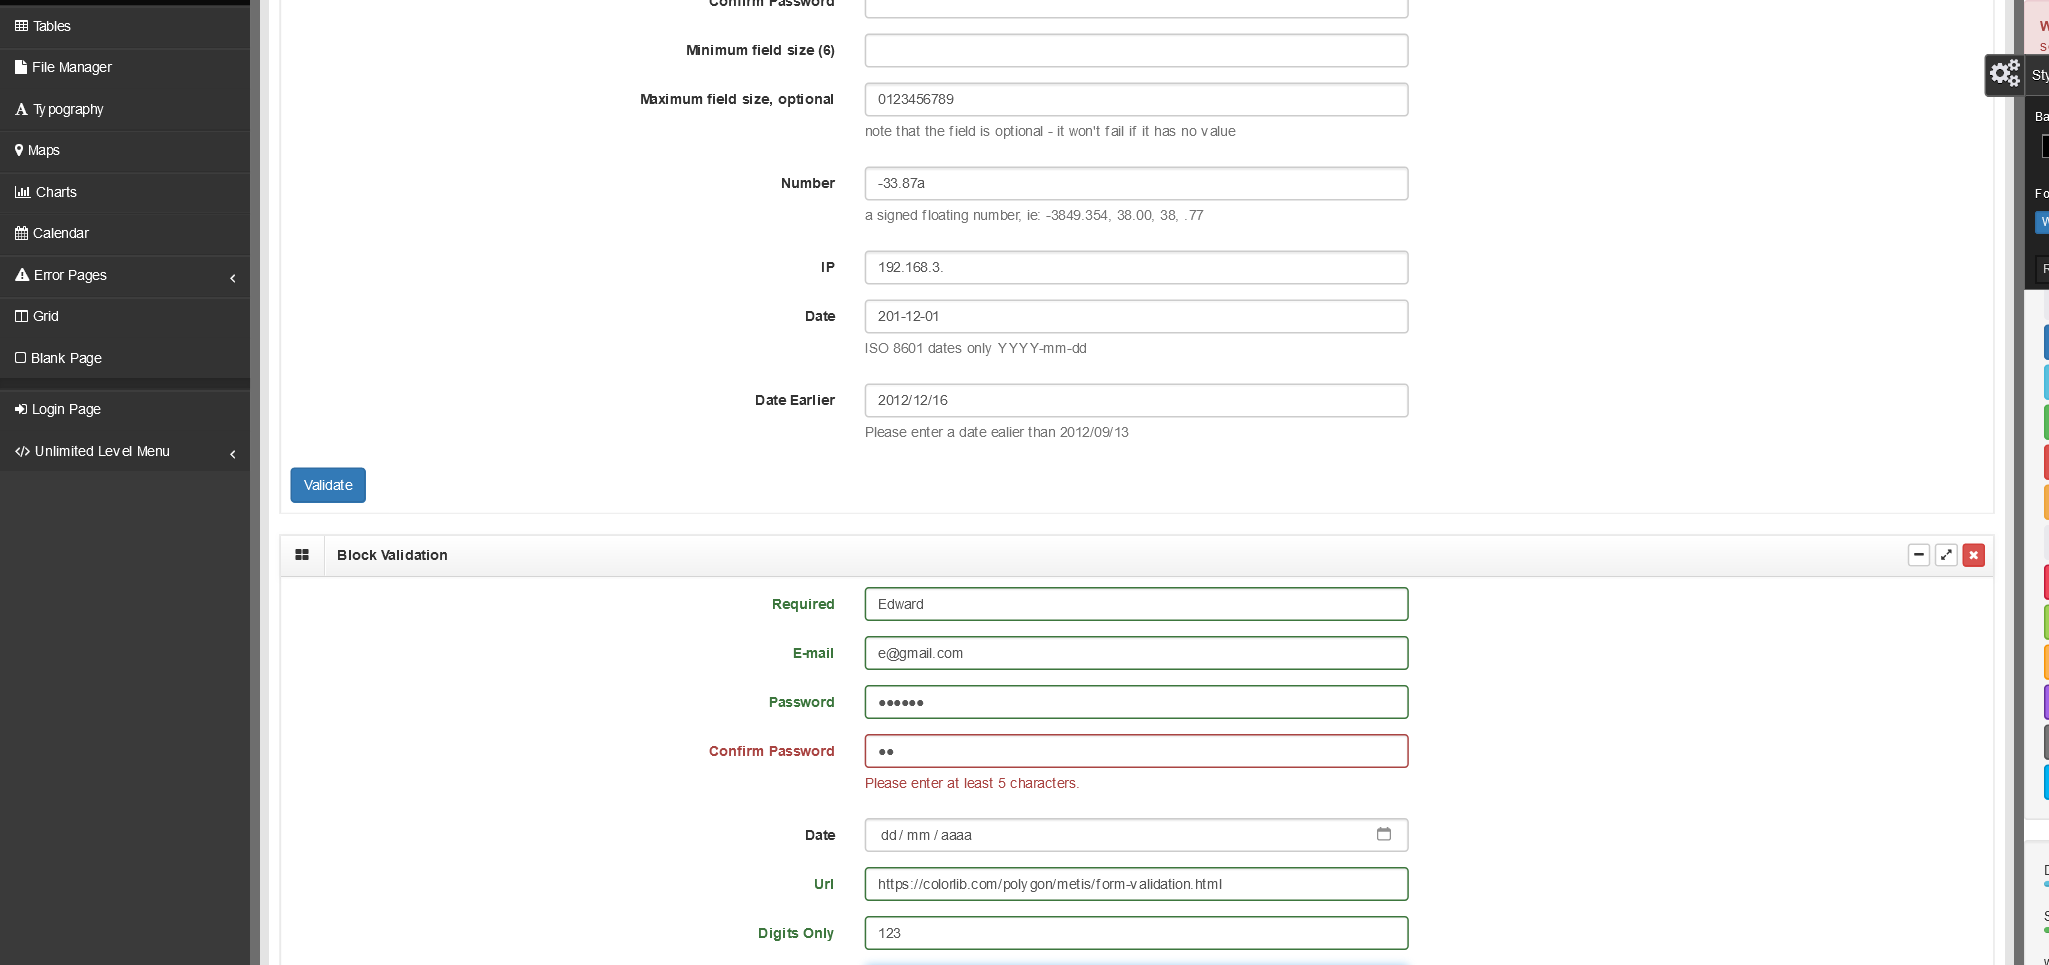 Tables
File Manager
Typography
Maps
Charts
Calendar
Error Pages
Grid
Blank Page
Login Page
Unlimited Level Menu
Confirm Password
Minimum field size (6)
Maximum field size, optional
0123456789
note that the field is optional - it won't fail if it has no value
Number
-33.87a
a signed floating number, ie: -3849.354, 38.00, 38, .77
IP
192.168.3.
Date
201-12-01
ISO 8601 dates only YYYY-mm-dd
Date Earlier
2012/12/16
Please enter a date ealier than 2012/09/13
Validate
Block Validation
Required
Edward
E-mail
e@gmail.com
Password
••••••
Confirm Password
••
Please enter at least 5 characters.
Date
dd / mm / aaaa
Url
https://colorlib.com/polygon/metis/form-validation.html
Digits Only
123